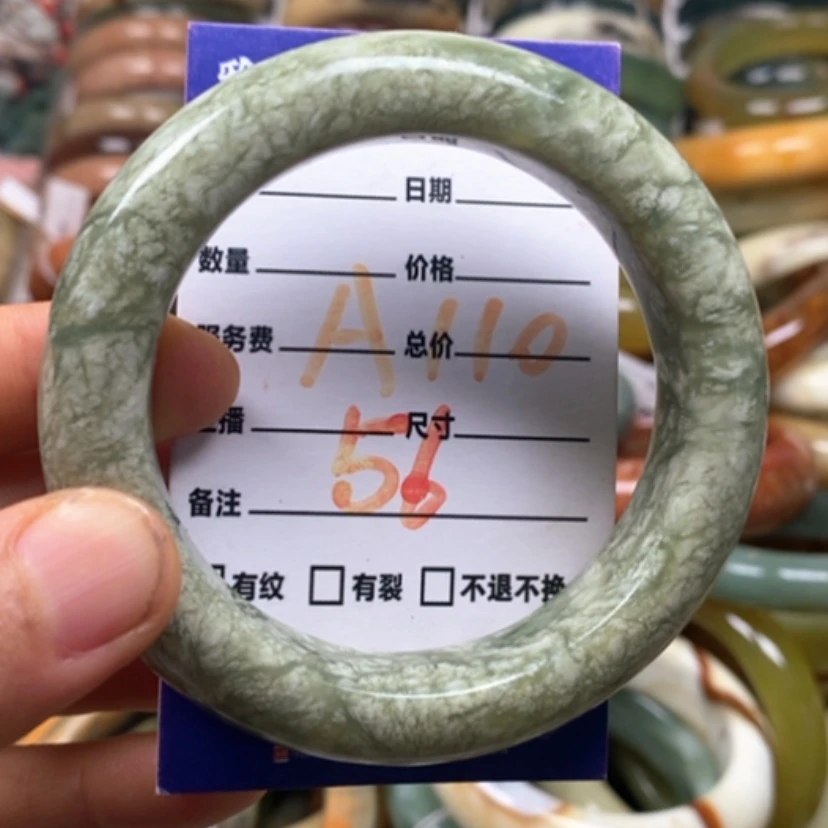 日期
数量 价格
服务费 总价
A110
播 尺寸
56
备注
有纹 有裂 不退不换